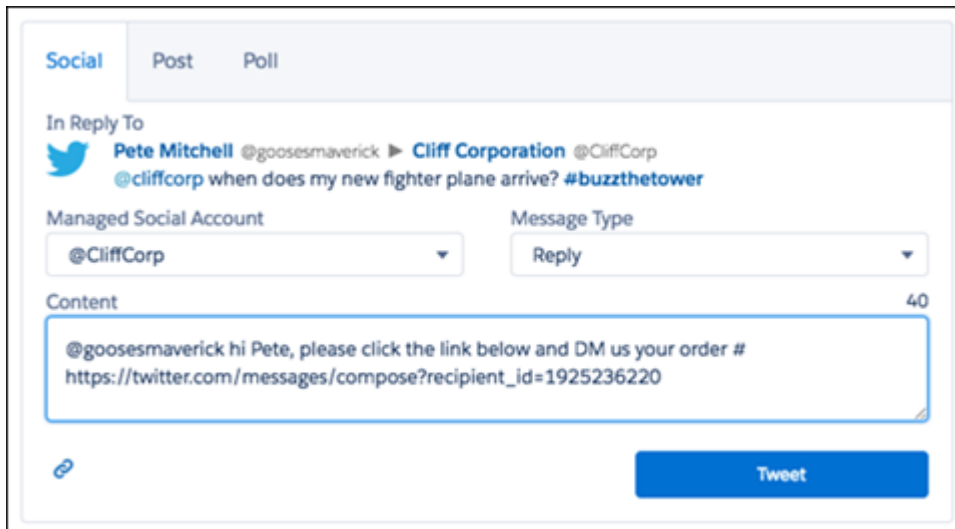 Social Post Poll
In Reply To
Pete Mitchell @goosesmaverick ▶ Cliff Corporation @CliffCorp
@cliffcorp when does my new fighter plane arrive? #buzzthetower
Managed Social Account Message Type
@CliffCorp Reply
Content 40
@goosesmaverick hi Pete, please click the link below and DM us your order #
https://twitter.com/messages/compose?recipient_id=1925236220
Tweet